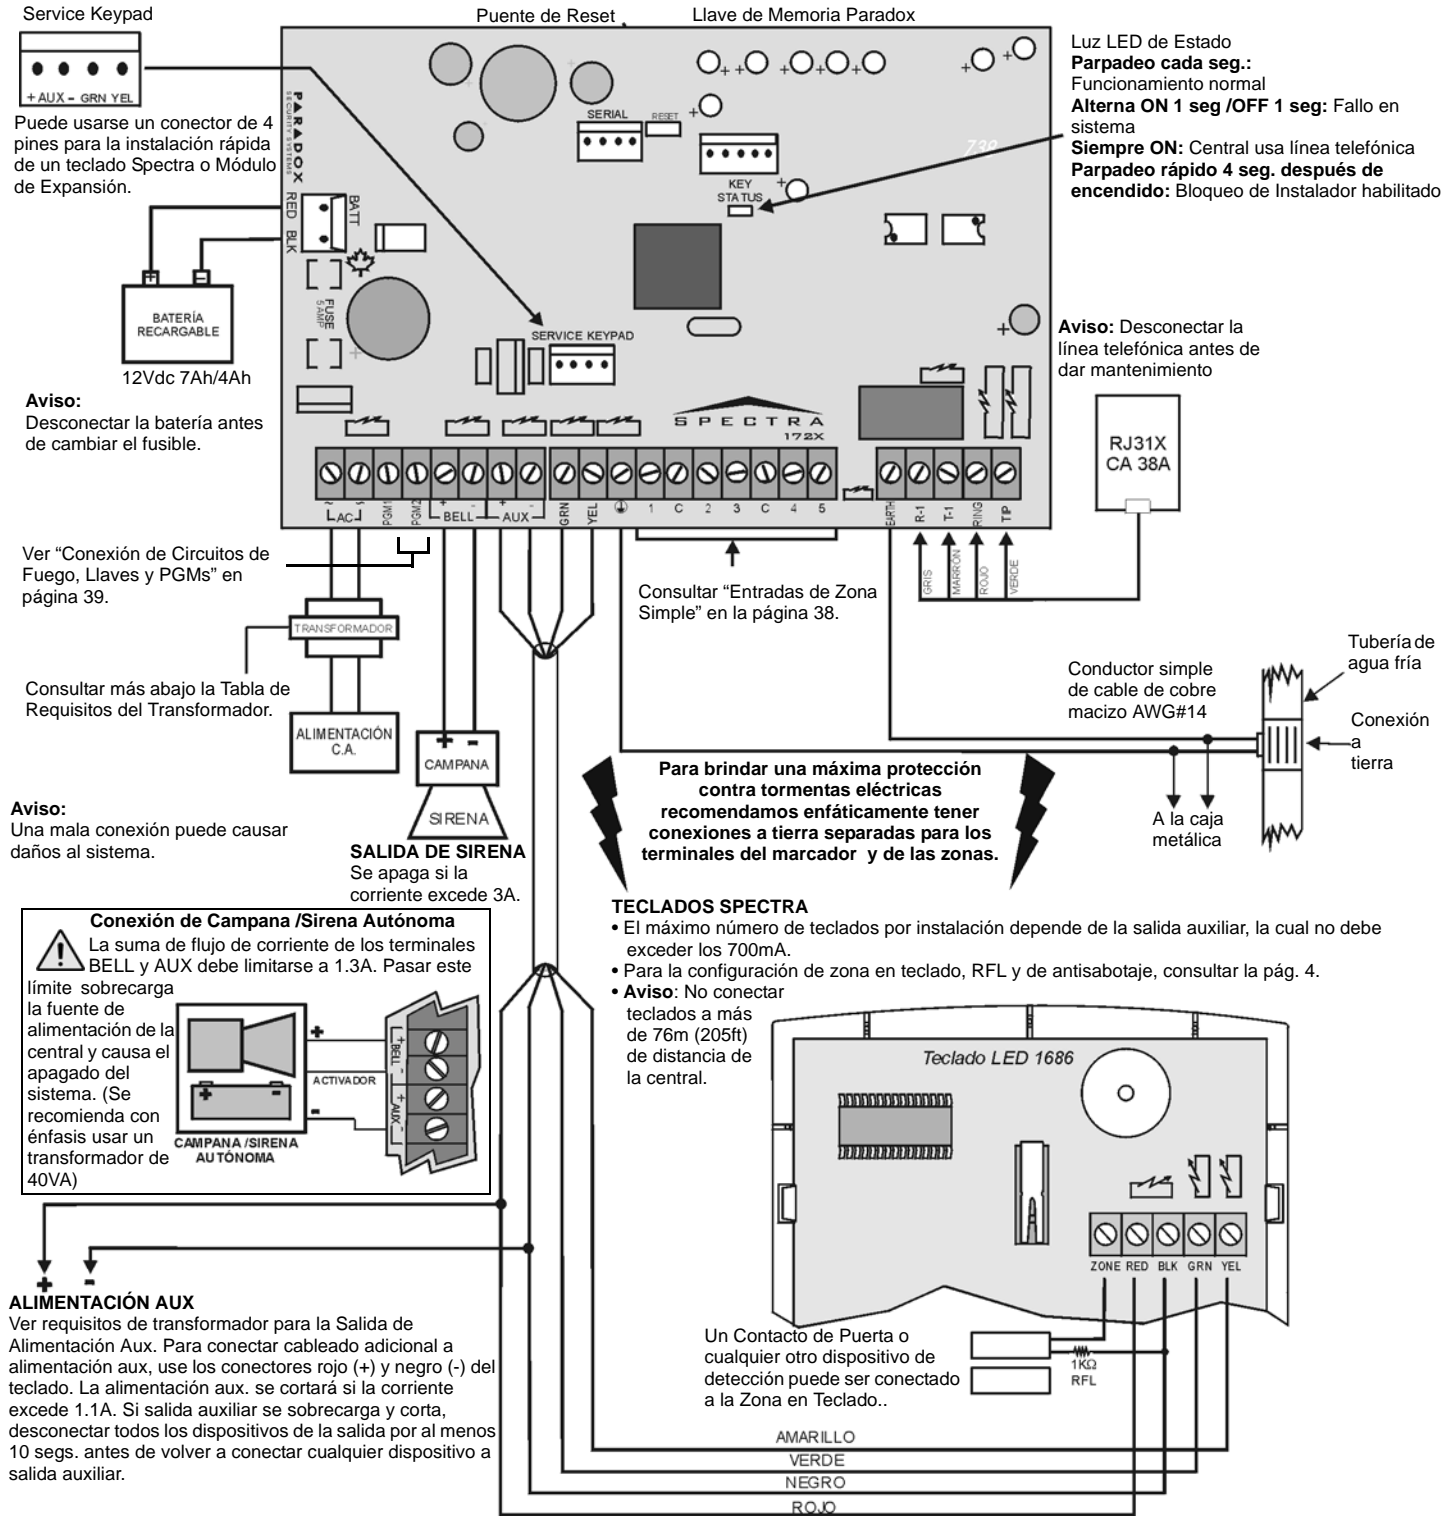 Service Keypad
Puente de Reset
Llave de Memoria Paradox
+ AUX - GRN YEL
Puede usarse un conector de 4
pines para la instalación rápida
de un teclado Spectra o Módulo
de Expansión.
PARADOX
SECURITY SYSTEMS
RED BLK
BATT
FUSE
5 AMP
SERIAL
RESET
KEY
STATUS
738
SERVICE KEYPAD
SPECTRA
172X
Luz LED de Estado
Parpadeo cada seg.:
Funcionamiento normal
Alterna ON 1 seg /OFF 1 seg: Fallo en
sistema
Siempre ON: Central usa línea telefónica
Parpadeo rápido 4 seg. después de
encendido: Bloqueo de Instalador habilitado
+ -
BATERÍA
RECARGABLE
12Vdc 7Ah/4Ah
Aviso:
Desconectar la batería antes
de cambiar el fusible.
Aviso: Desconectar la
línea telefónica antes de
dar mantenimiento
RJ31X
CA 38A
~ ~ + - + -
AC PGM1 PGM2 BELL AUX GRN YEL 1 C 2 3 C 4 5 EARTH R-1 T-1 RING TIP
GRIS
MARRÓN
ROJO
VERDE
Ver “Conexión de Circuitos de
Fuego, Llaves y PGMs” en
página 39.
Consultar “Entradas de Zona
Simple” en la página 38.
TRANSFORMADOR
Consultar más abajo la Tabla de
Requisitos del Transformador.
ALIMENTACIÓN
C.A.
+ -
CAMPANA
SIRENA
SALIDA DE SIRENA
Se apaga si la
corriente excede 3A.
Aviso:
Una mala conexión puede causar
daños al sistema.
Conductor simple
de cable de cobre
macizo AWG#14
Tubería de
agua fría
Conexión
a
tierra
A la caja
metálica
Para brindar una máxima protección
contra tormentas eléctricas
recomendamos enfáticamente tener
conexiones a tierra separadas para los
terminales del marcador y de las zonas.
Conexión de Campana /Sirena Autónoma
La suma de flujo de corriente de los terminales
BELL y AUX debe limitarse a 1.3A. Pasar este
límite sobrecarga
la fuente de
alimentación de la
central y causa el
apagado del
sistema. (Se
recomienda con
énfasis usar un
transformador de
40VA)
+
ACTIVADOR
-
+ BELL -
+ AUX -
+ -
CAMPANA /SIRENA
AUTÓNOMA
TECLADOS SPECTRA
• El máximo número de teclados por instalación depende de la salida auxiliar, la cual no debe
exceder los 700mA.
• Para la configuración de zona en teclado, RFL y de antisabotaje, consultar la pág. 4.
• Aviso: No conectar
teclados a más
de 76m (205ft)
de distancia de
la central.
Teclado LED 1686
ZONE RED BLK GRN YEL
+ -
ALIMENTACIÓN AUX
Ver requisitos de transformador para la Salida de
Alimentación Aux. Para conectar cableado adicional a
alimentación aux, use los conectores rojo (+) y negro (-) del
teclado. La alimentación aux. se cortará si la corriente
excede 1.1A. Si salida auxiliar se sobrecarga y corta,
desconectar todos los dispositivos de la salida por al menos
10 segs. antes de volver a conectar cualquier dispositivo a
salida auxiliar.
Un Contacto de Puerta o
cualquier otro dispositivo de
detección puede ser conectado
a la Zona en Teclado..
1KΩ
RFL
AMARILLO
VERDE
NEGRO
ROJO